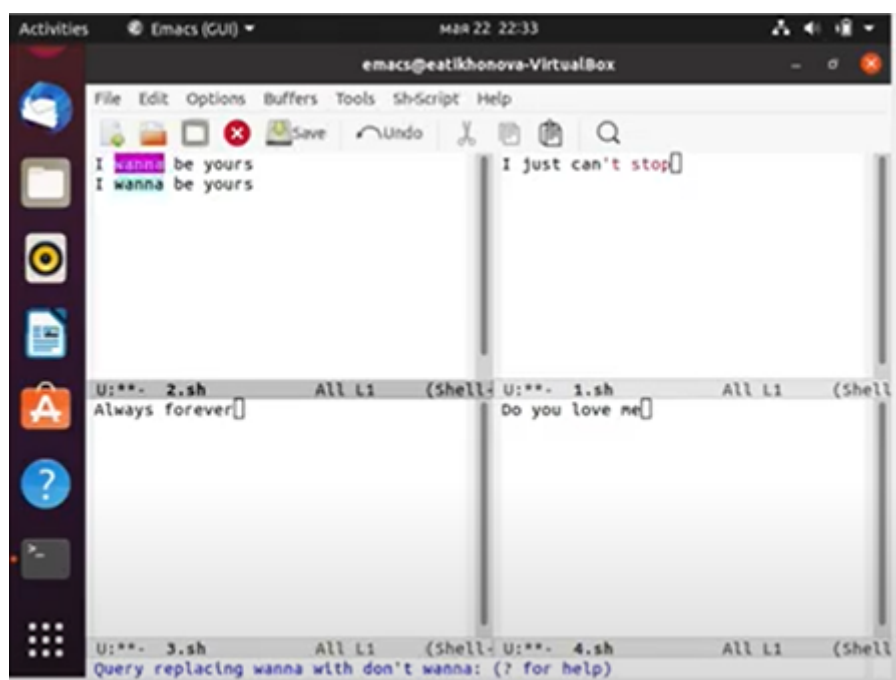 Activities Emacs (GUI) мая 22 22:33
emacs@eatikhonova-VirtualBox
File Edit Options Buffers Tools Sh-Script Help
Save Undo
I wanna be yours
I wanna be yours
U:**- 2.sh All L1 (Shell-
I just can't stop
U:**- 1.sh All L1 (Shell
Always forever
U:**- 3.sh All L1 (Shell-
Do you love me
U:**- 4.sh All L1 (Shell
Query replacing wanna with don't wanna: (? for help)